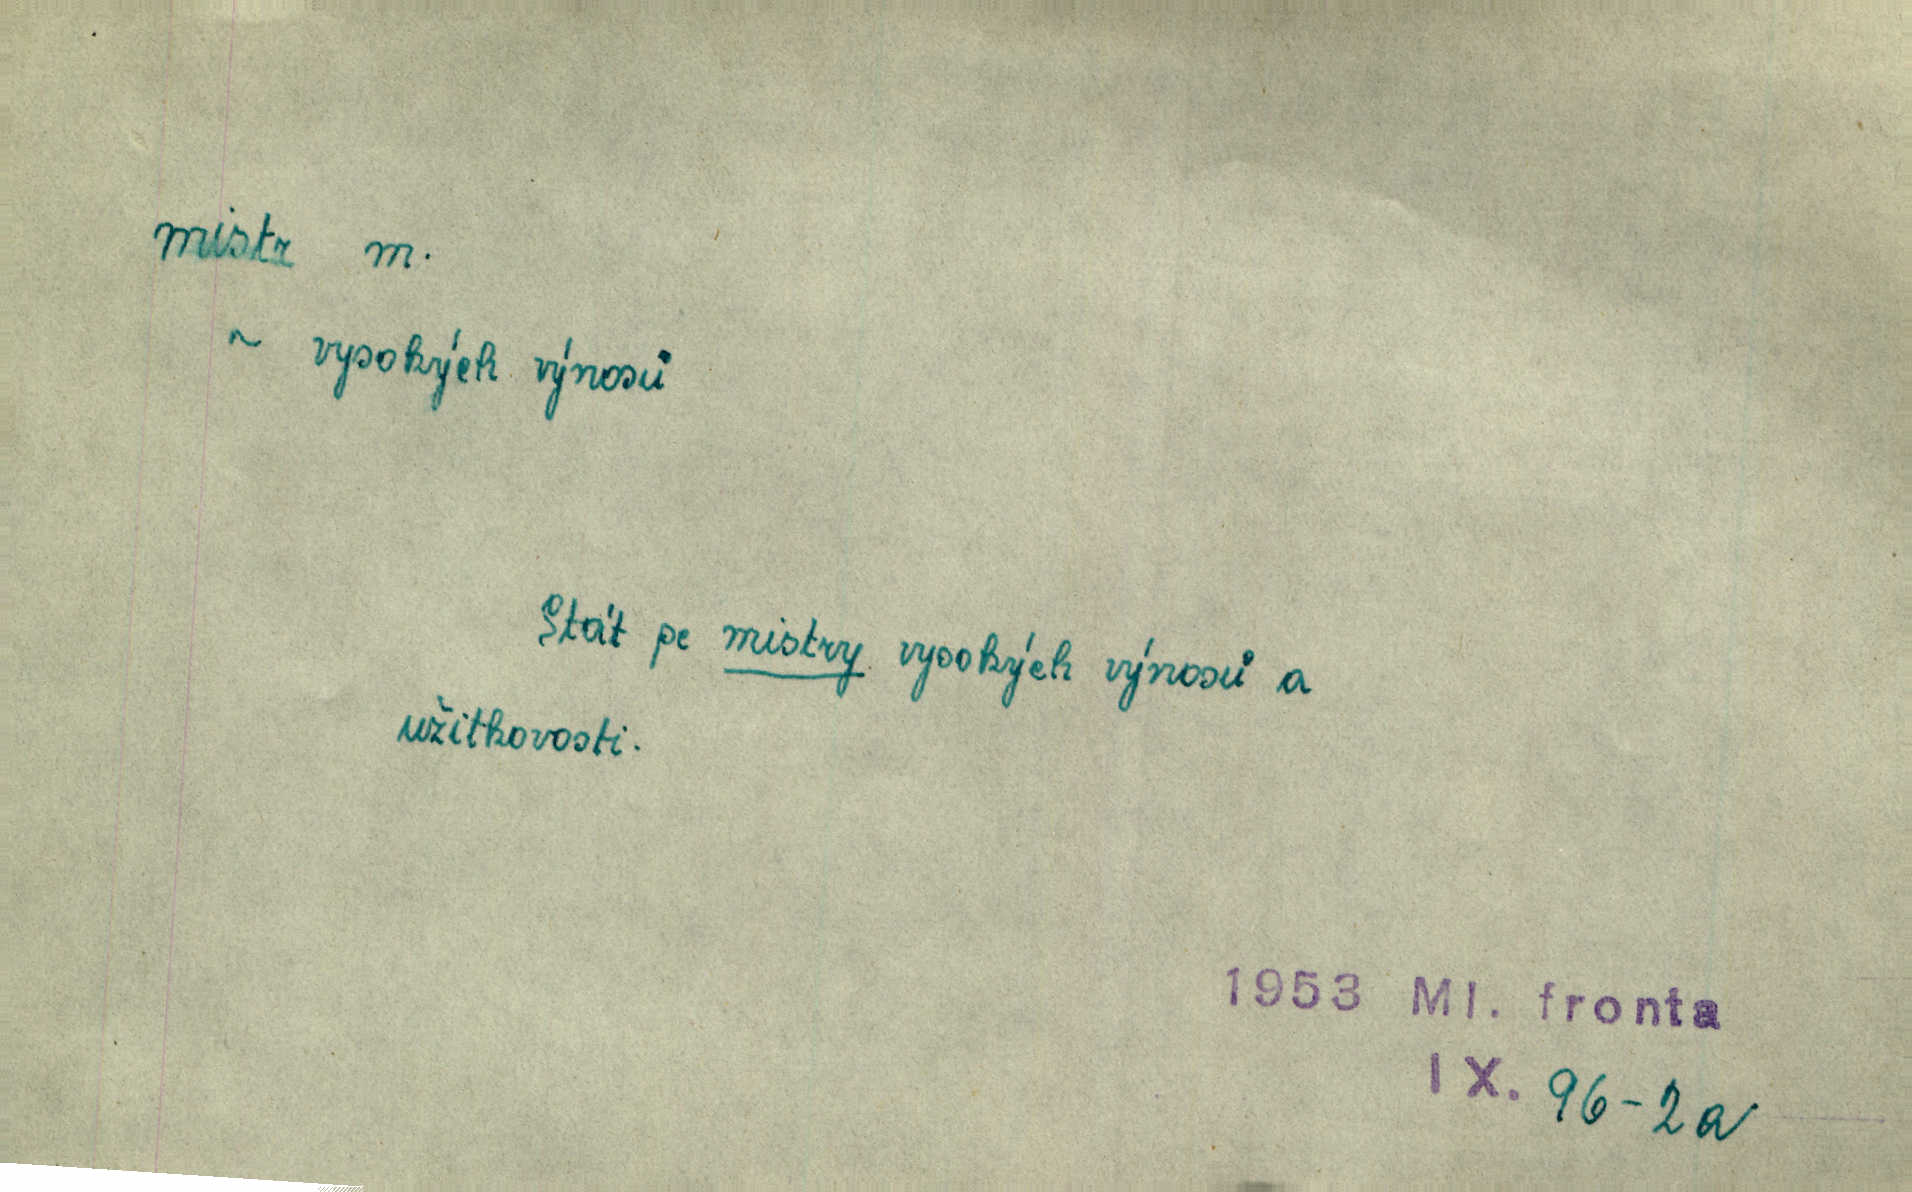 mistr m.
~ vysokých výnosů
Stát se mistry vysokých výnosů a
užitkovosti.
1953 Ml. fronta
IX. 96-2a